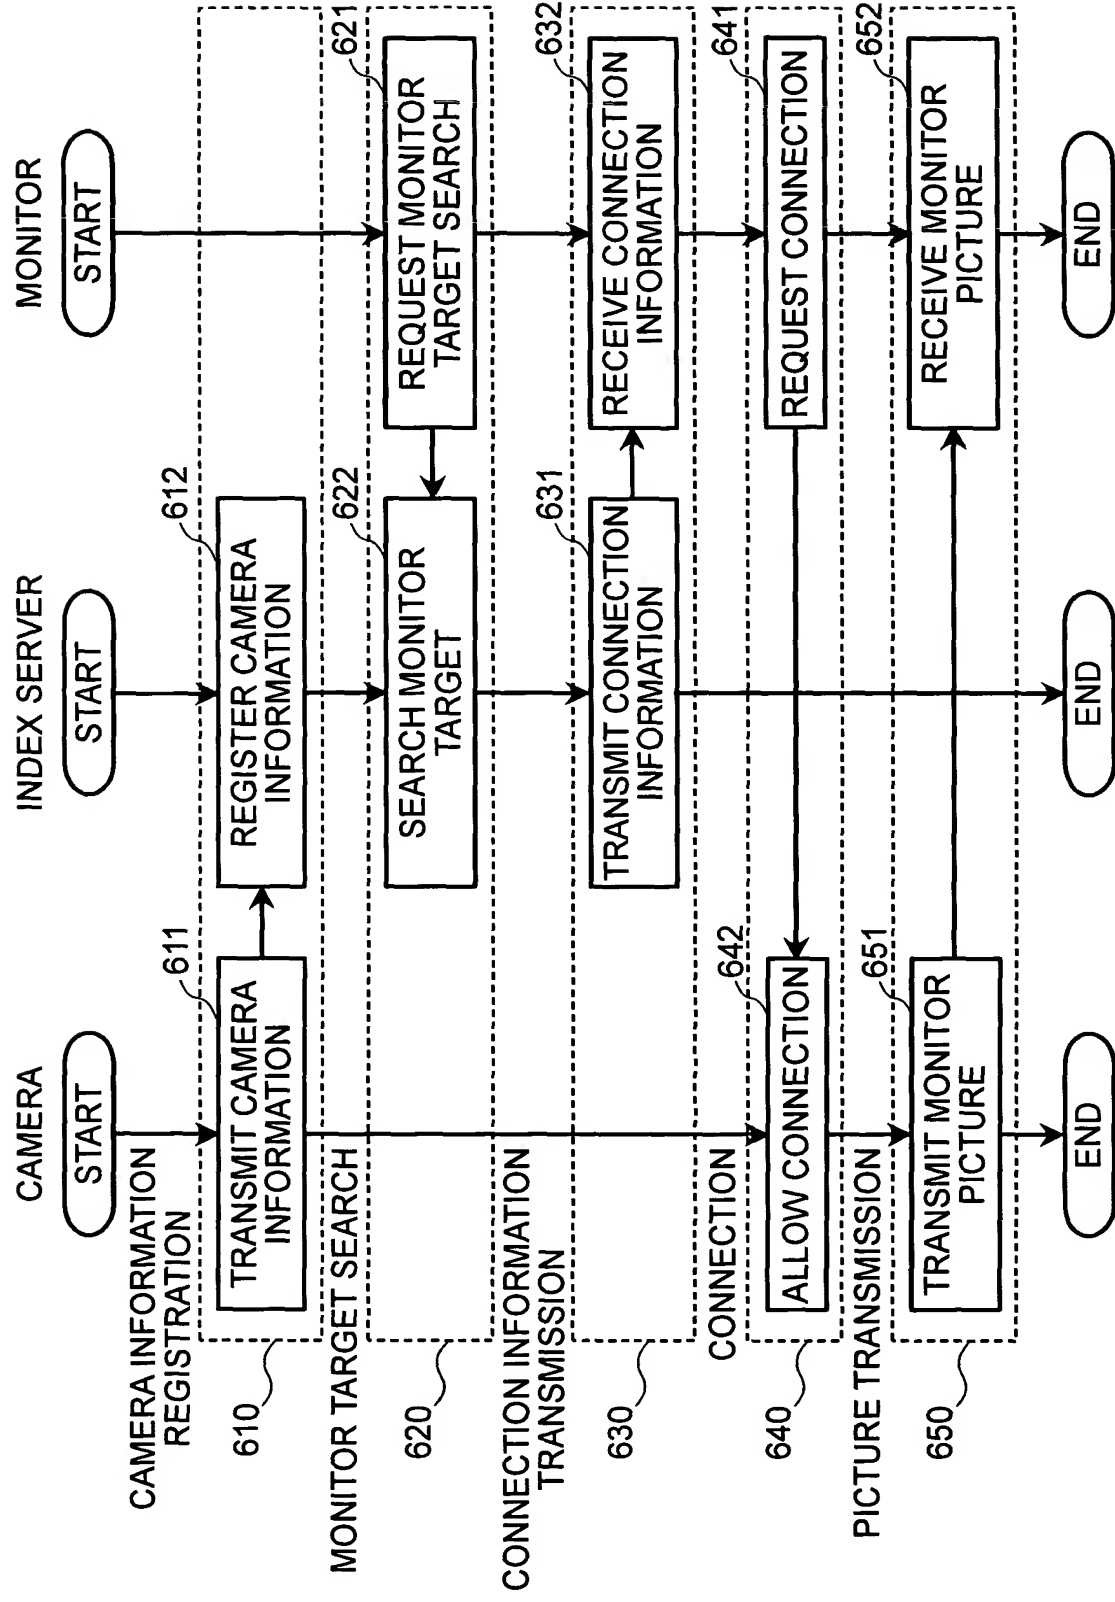 CAMERA
INDEX SERVER
MONITOR
START
START
START
CAMERA INFORMATION
REGISTRATION
610
611
TRANSMIT CAMERA
INFORMATION
612
REGISTER CAMERA
INFORMATION
MONITOR TARGET SEARCH
620
622
SEARCH MONITOR
TARGET
621
REQUEST MONITOR
TARGET SEARCH
CONNECTION INFORMATION
TRANSMISSION
630
631
TRANSMIT CONNECTION
INFORMATION
632
RECEIVE CONNECTION
INFORMATION
CONNECTION
640
642
ALLOW CONNECTION
641
REQUEST CONNECTION
PICTURE TRANSMISSION
650
651
TRANSMIT MONITOR
PICTURE
652
RECEIVE MONITOR
PICTURE
END
END
END